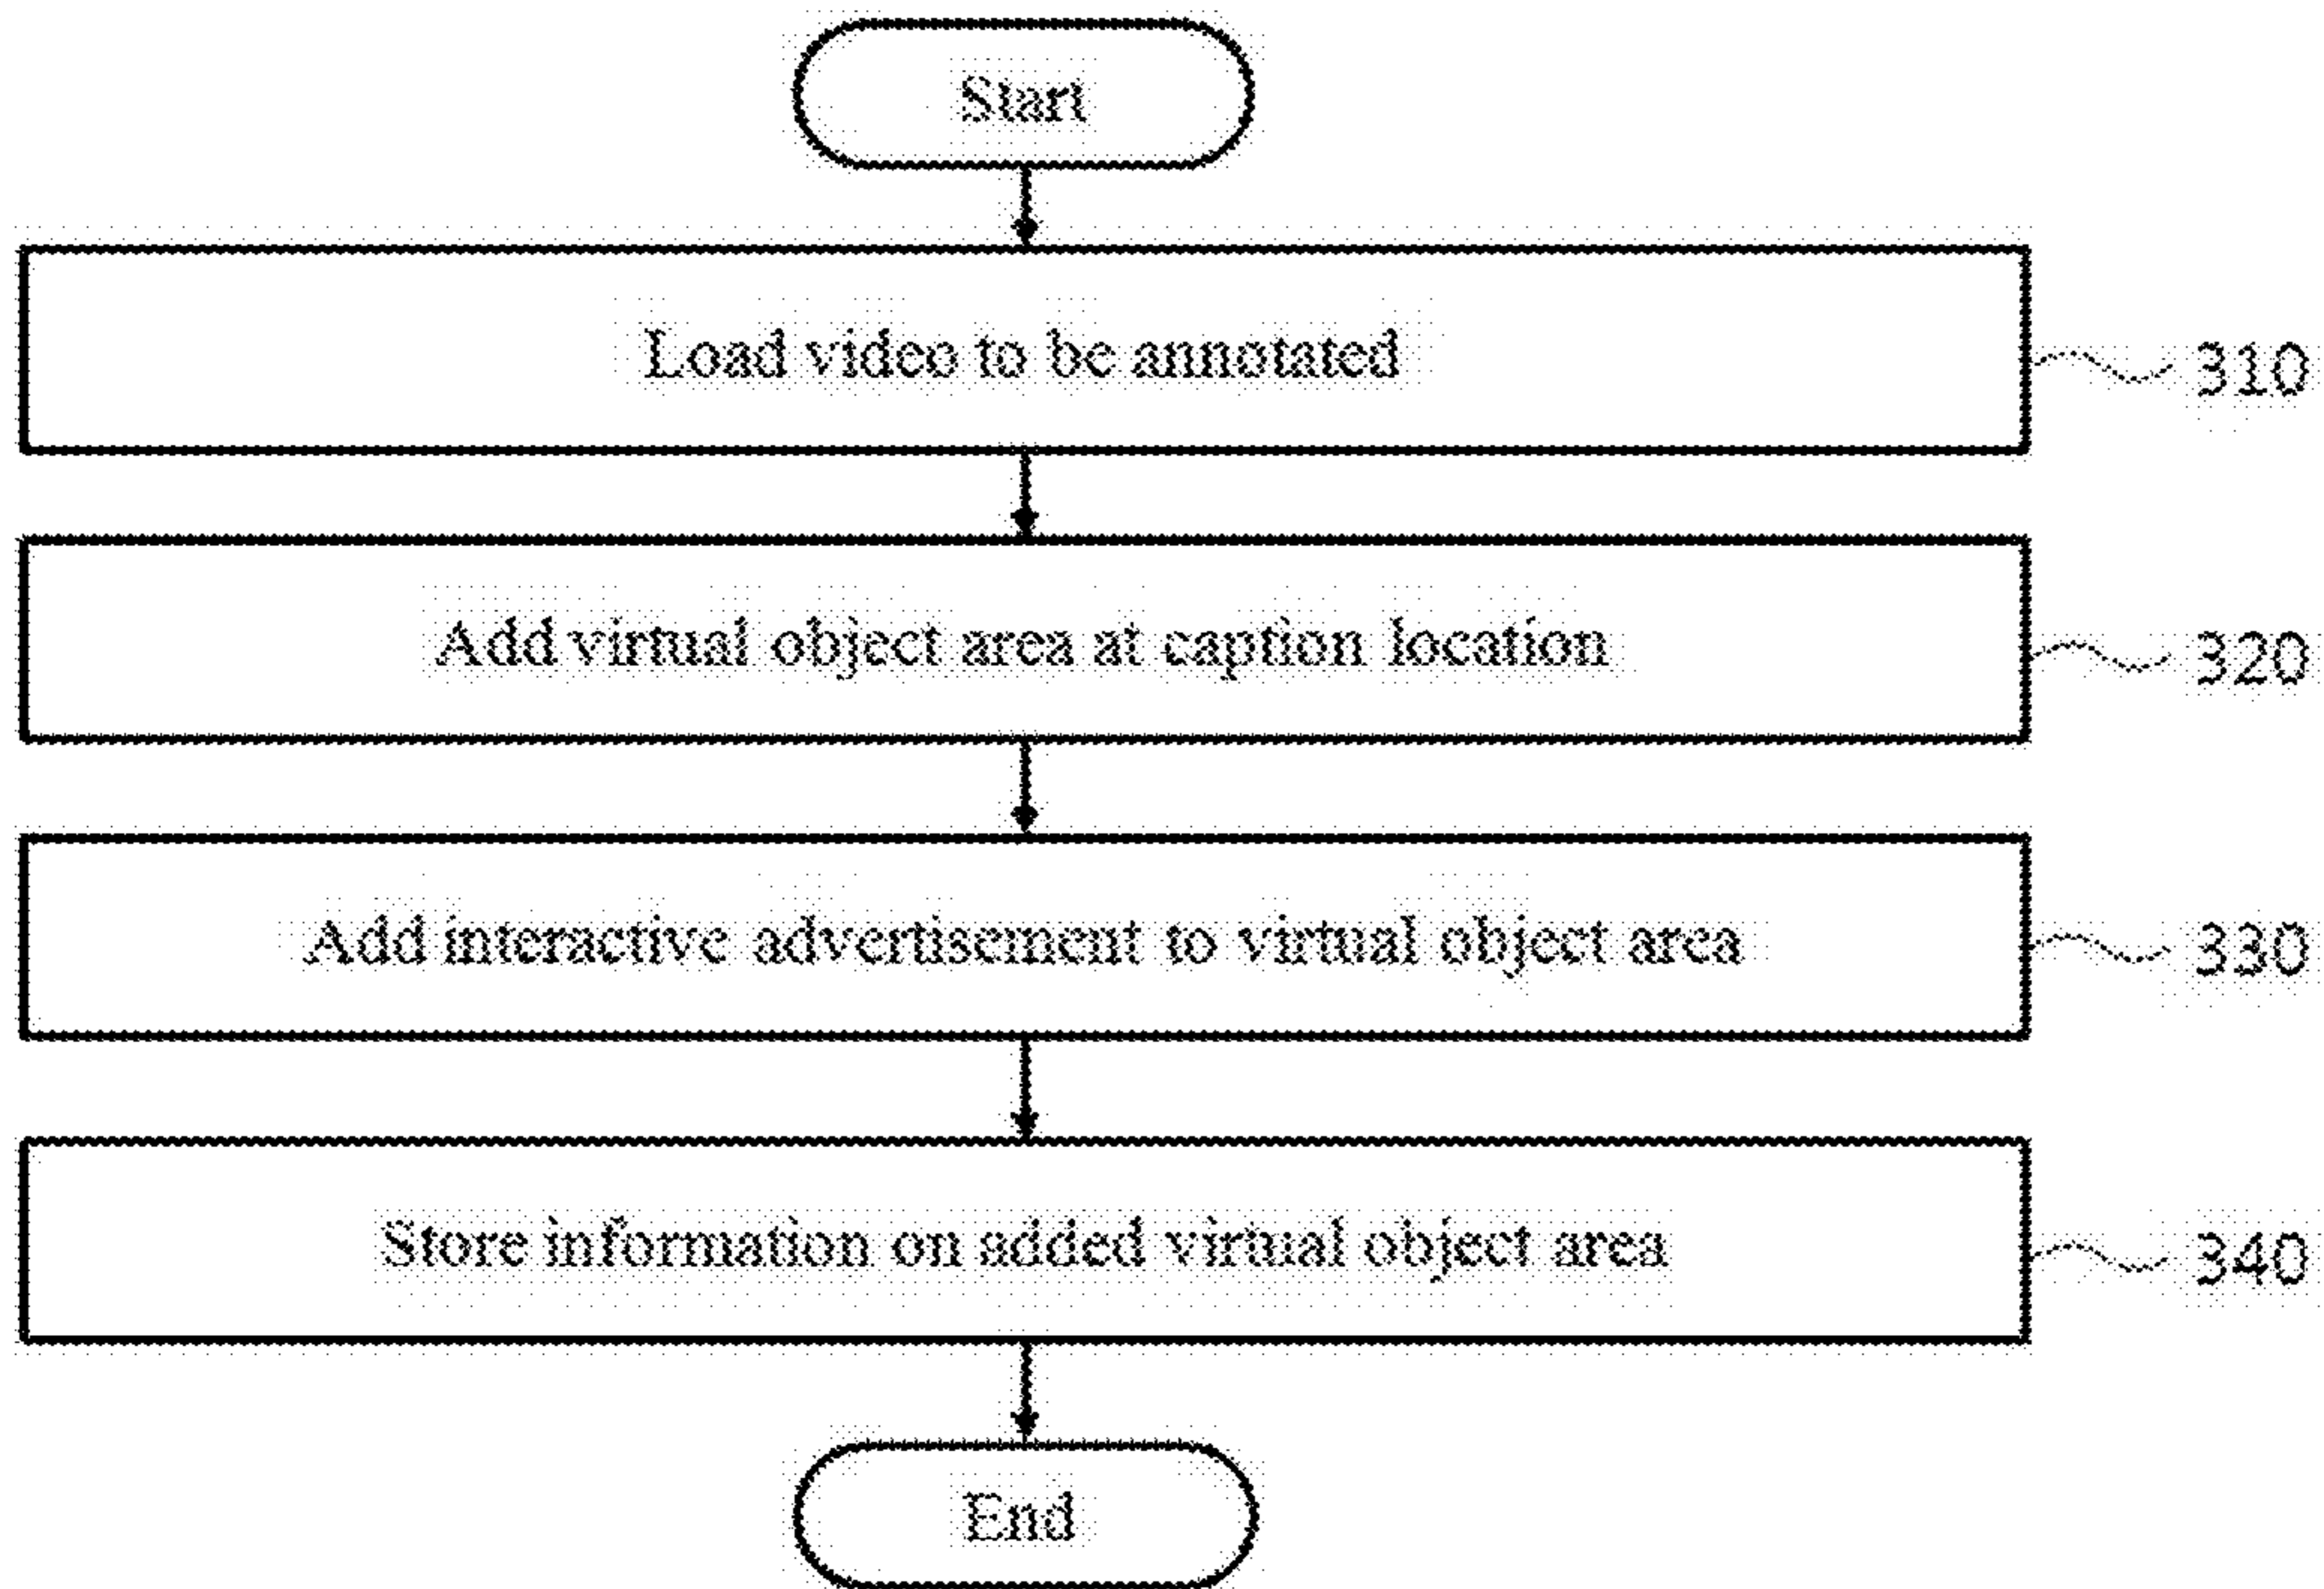 Start
Load video to be annotated
310
Add virtual object area at caption location
320
Add interactive advertisement to virtual object area
330
Store information on added virtual object area
340
End